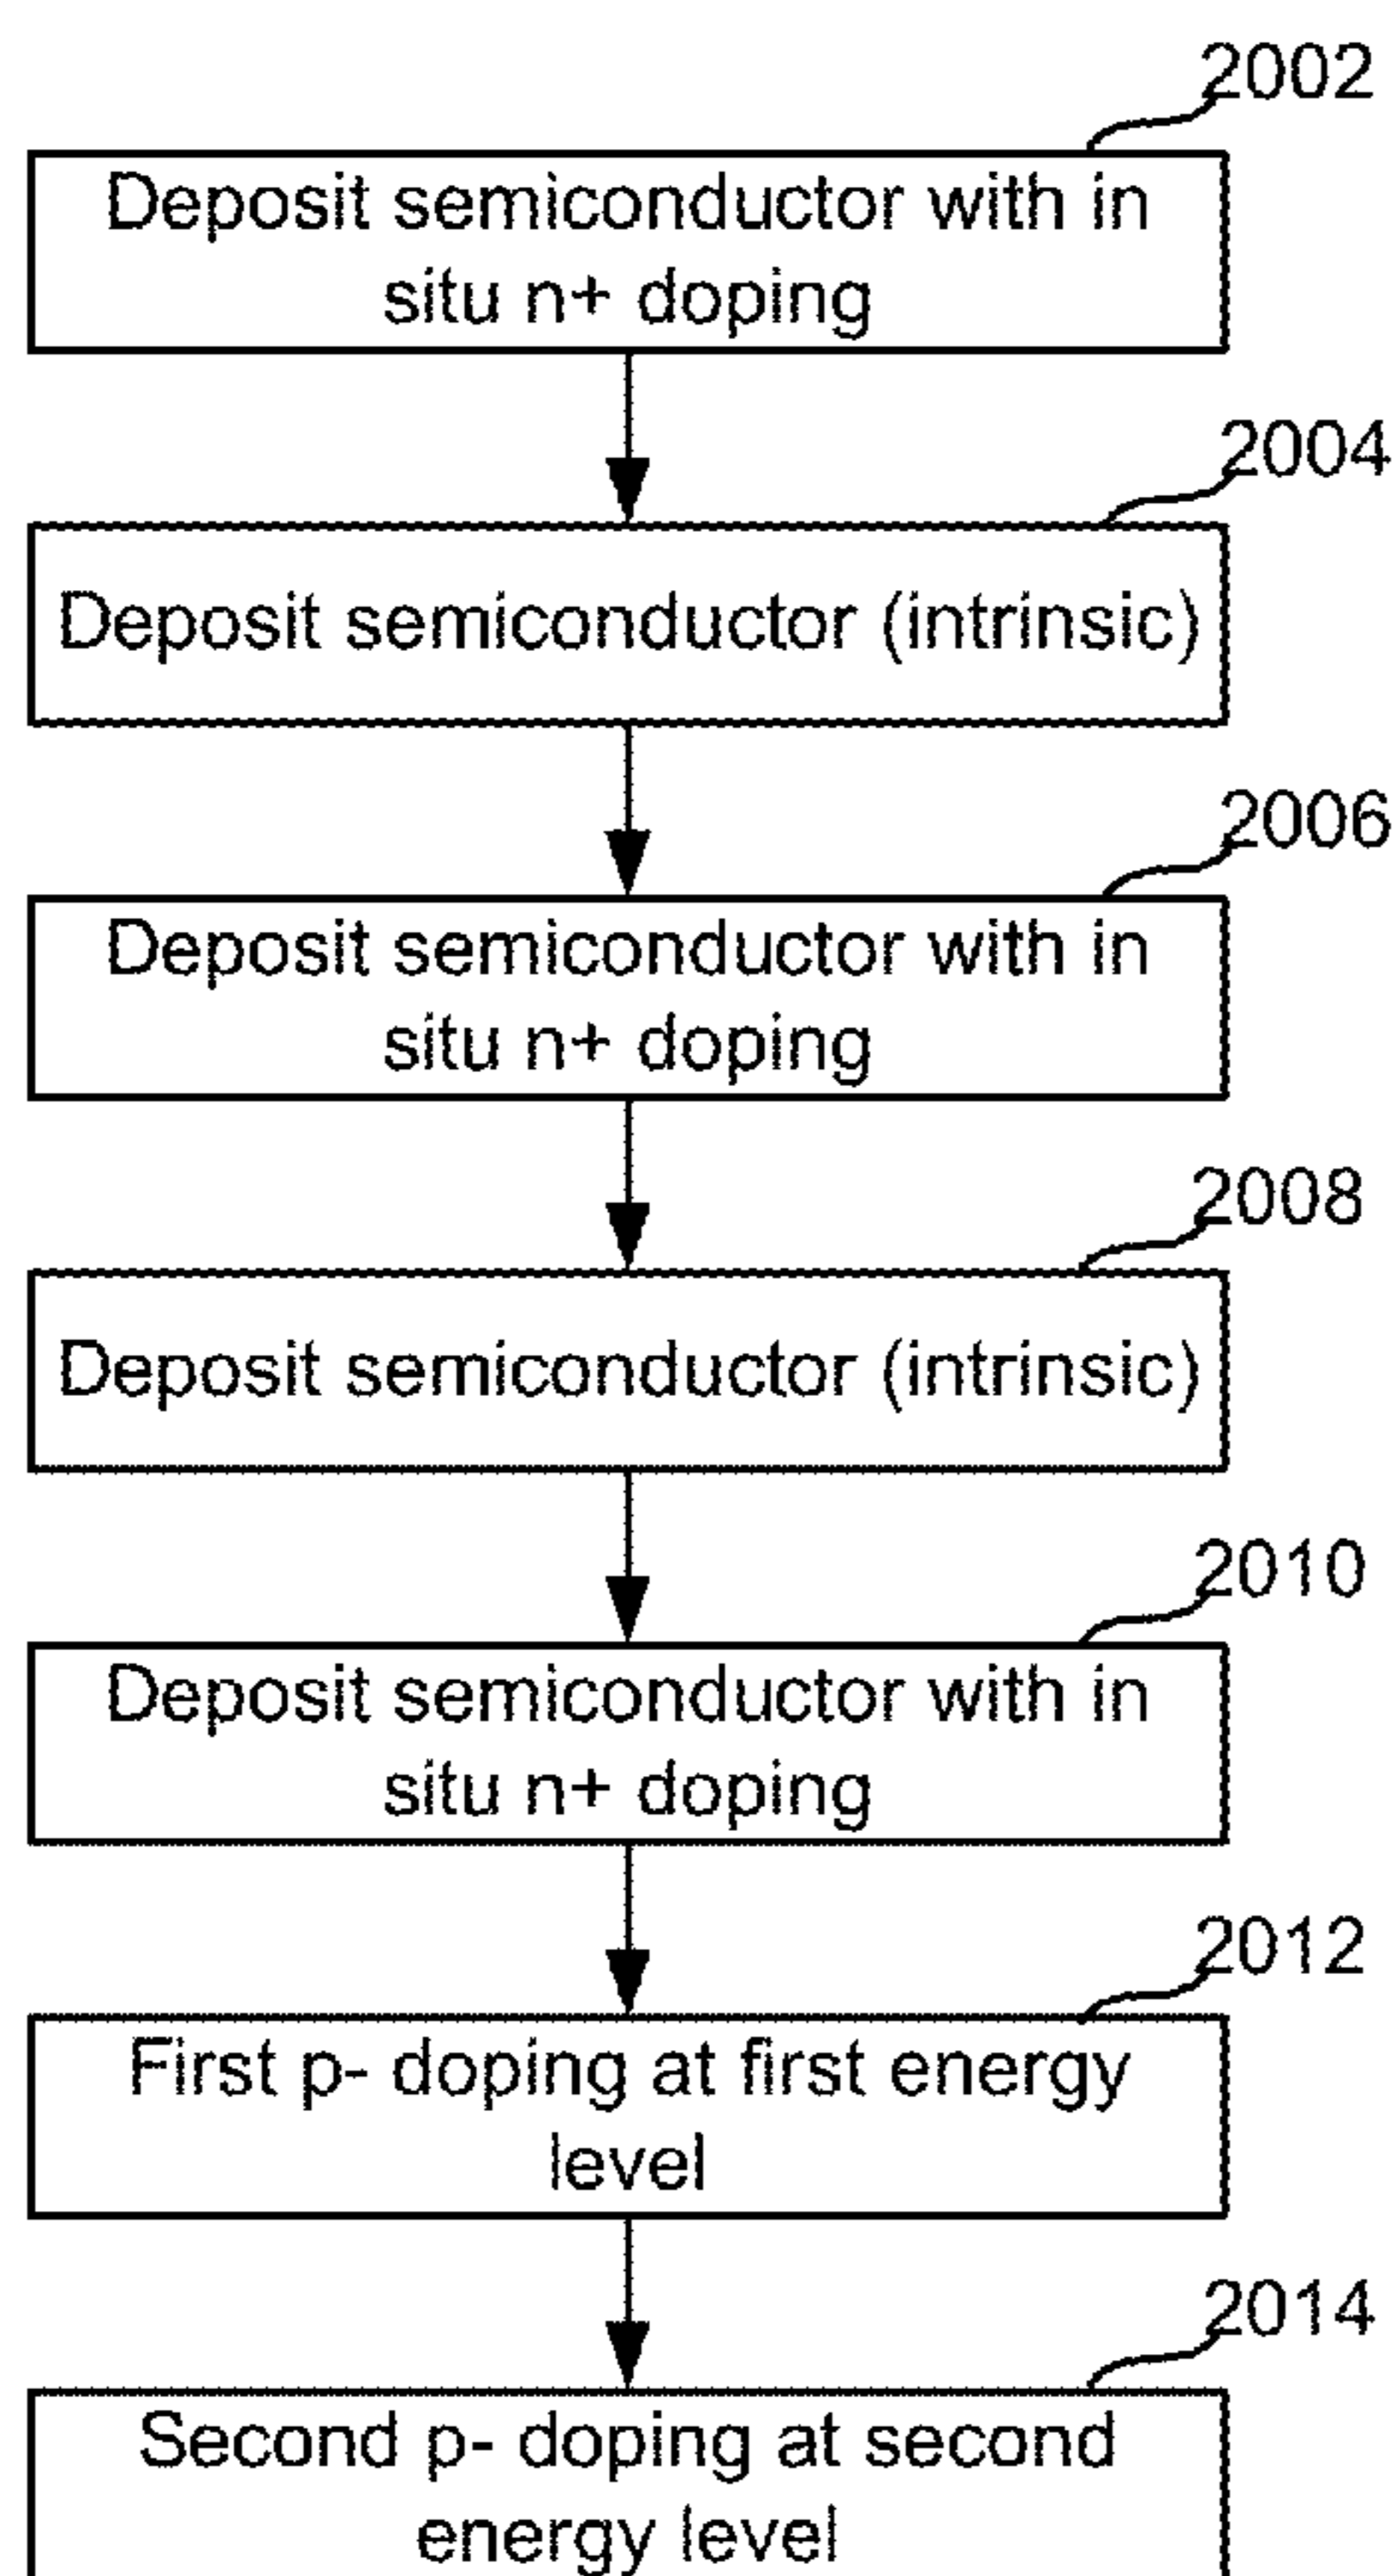 2002
Deposit semiconductor with in
situ n+ doping
2004
Deposit semiconductor (intrinsic)
2006
Deposit semiconductor with in
situ n+ doping
2008
Deposit semiconductor (intrinsic)
2010
Deposit semiconductor with in
situ n+ doping
2012
First p- doping at first energy
level
2014
Second p- doping at second
energy level